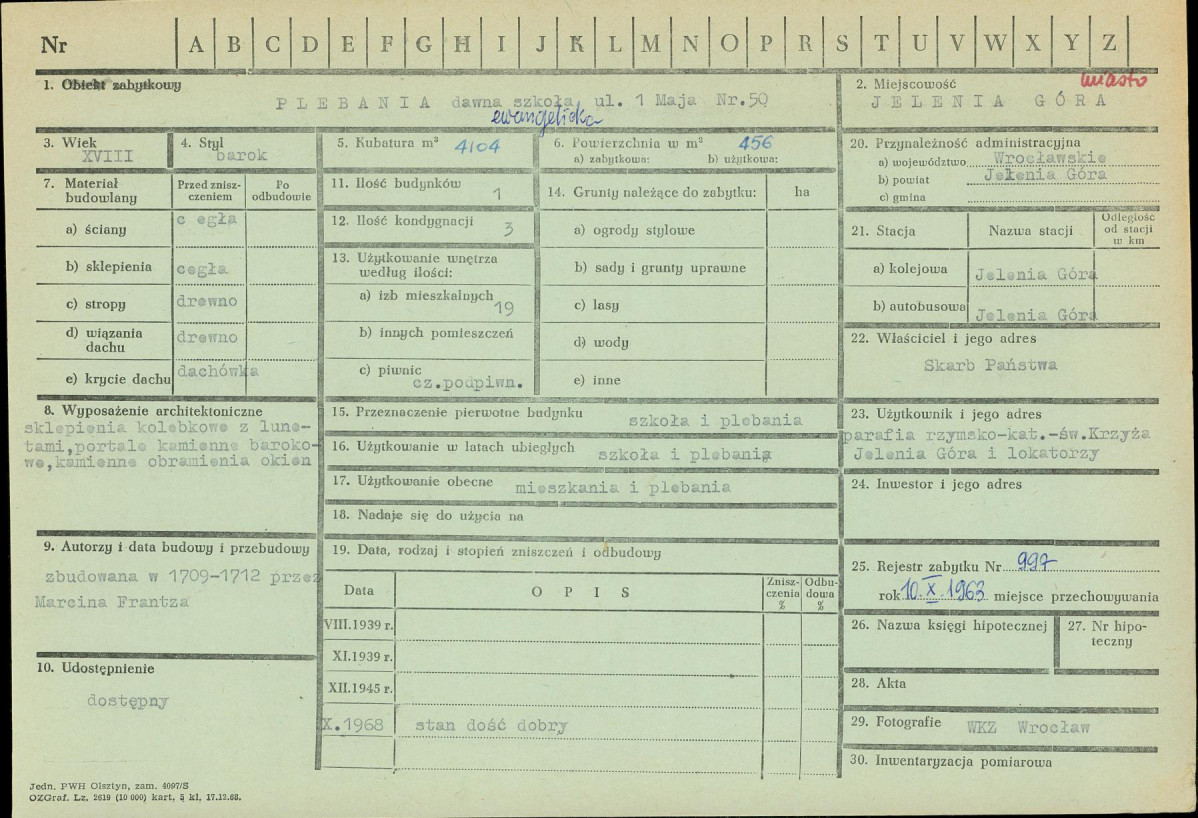 Nr A B C D E F G H I J K L M N O P R S T U V W X Y Z
1. Obiekt zabytkowy
PLEBANIA dawna szkoła, ul. 1 Maja Nr.50
ewangelicka
2. Miejscowość miasto
JELENIA GÓRA
3. Wiek
XVIII
4. Styl
barok
5. Kubatura m³ 4104
6. Powierzchnia w m³ 456
a) zabytkowa: b) użytkowa:
7. Materiał budowlany
Przed zniszczeniem
Po odbudowie
a) ściany cegła
b) sklepienia cegła
c) stropy drewno
d) wiązania dachu drewno
e) krycie dachu dachówka
8. Wyposażenie architektoniczne
sklepienia kolebkowe z lune-
tami,portale kamienne baroko-
we,kamienne obramienia okien
9. Autorzy i data budowy i przebudowy
zbudowana w 1709-1712 przez
Marcina Frantza
10. Udostępnienie
dostępny
11. Ilość budynków 1
12. Ilość kondygnacji 3
13. Użytkowanie wnętrza
według ilości:
a) izb mieszkalnych 19
b) innych pomieszczeń
c) piwnic cz.podpiwn.
14. Grunty należące do zabytku: ha
a) ogrody stylowe
b) sady i grunty uprawne
c) lasy
d) wody
e) inne
15. Przeznaczenie pierwotne budynku szkoła i plebania
16. Użytkowanie w latach ubiegłych szkoła i plebania
17. Użytkowanie obecne mieszkania i plebania
18. Nadaje się do użycia na
19. Data, rodzaj i stopień zniszczeń i odbudowy
Data OPIS Zniszczenia % Odbudowa %
VIII.1939 r.
XI.1939 r.
XII.1945 r.
X.1968 stan dość dobry
20. Przynależność administracyjna
a) województwo Wrocławskie
b) powiat Jelenia Góra
c) gmina
21. Stacja Nazwa stacji Odległość od stacji w km
a) kolejowa Jelenia Góra
b) autobusowa Jelenia Góra
22. Właściciel i jego adres
Skarb Państwa
23. Użytkownik i jego adres
parafia rzymsko-kat.-św.Krzyża
Jelenia Góra i lokatorzy
24. Inwestor i jego adres
25. Rejestr zabytku Nr 997
rok 10.X.1963 miejsce przechowywania
26. Nazwa księgi hipotecznej
27. Nr hipo-
teczny
28. Akta
29. Fotografie WKZ Wrocław
30. Inwentaryzacja pomiarowa
Jedn. PWH Olsztyn, zam. 4097/S
OZGraf. Lz. 2619 (10 000) kart. 5 kl. 17.12.68.